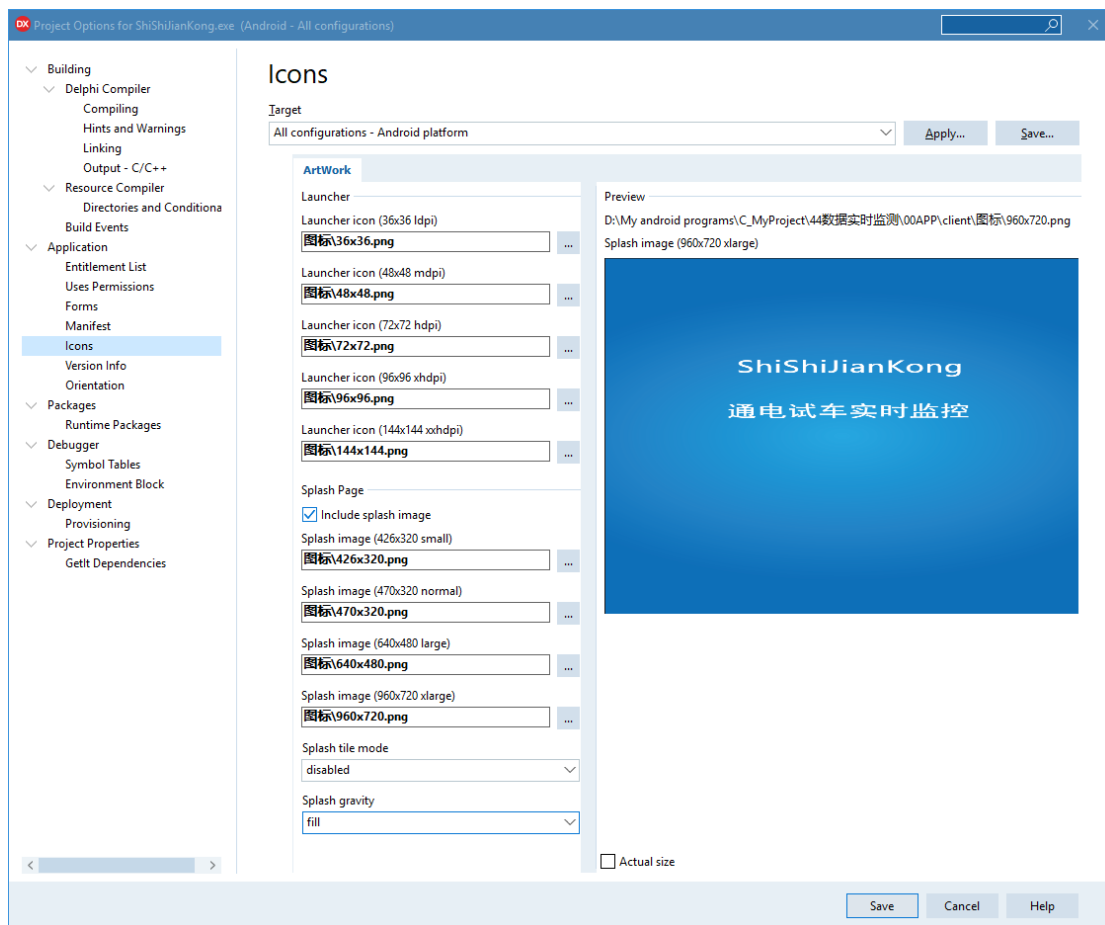 Project Options for ShiShiJianKong.exe (Android - All configurations)
Building
Delphi Compiler
Compiling
Hints and Warnings
Linking
Output - C/C++
Resource Compiler
Directories and Conditiona
Build Events
Application
Entitlement List
Uses Permissions
Forms
Manifest
Icons
Version Info
Orientation
Packages
Runtime Packages
Debugger
Symbol Tables
Environment Block
Deployment
Provisioning
Project Properties
GetIt Dependencies
Icons
Target
All configurations - Android platform
Apply...
Save...
ArtWork
Launcher
Launcher icon (36x36 ldpi)
图标\36x36.png
...
Launcher icon (48x48 mdpi)
图标\48x48.png
...
Launcher icon (72x72 hdpi)
图标\72x72.png
...
Launcher icon (96x96 xhdpi)
图标\96x96.png
...
Launcher icon (144x144 xxhdpi)
图标\144x144.png
...
Splash Page
Include splash image
Splash image (426x320 small)
图标\426x320.png
...
Splash image (470x320 normal)
图标\470x320.png
...
Splash image (640x480 large)
图标\640x480.png
...
Splash image (960x720 xlarge)
图标\960x720.png
...
Splash tile mode
disabled
Splash gravity
fill
Preview
D:\My android programs\C_MyProject\44数据实时监测\00APP\client\图标\960x720.png
Splash image (960x720 xlarge)
ShiShiJianKong
通电试车实时监控
Actual size
Save
Cancel
Help
DX